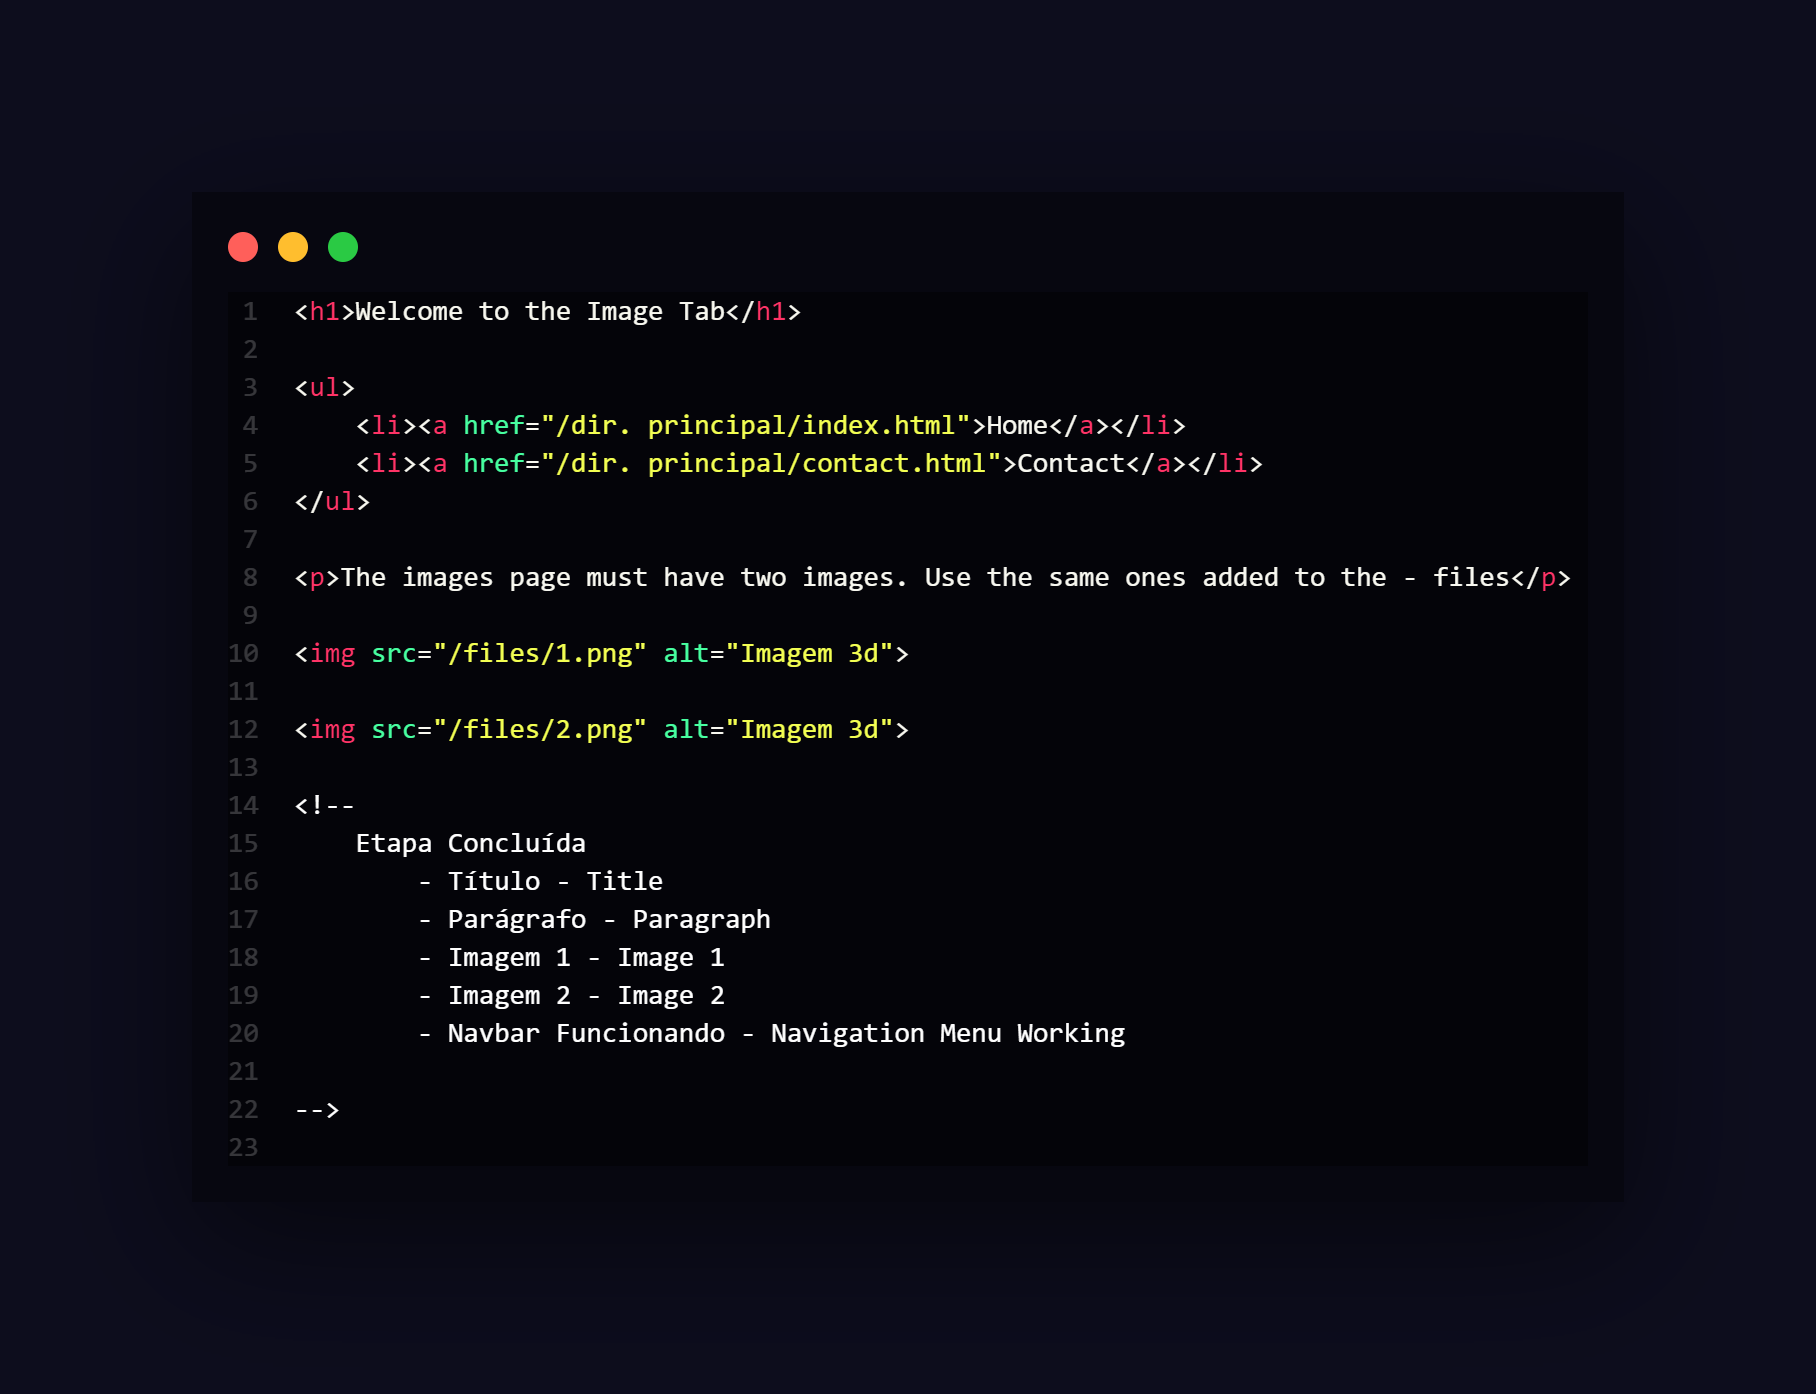 1 <h1>Welcome to the Image Tab</h1>
2
3 <ul>
4     <li><a href="/dir. principal/index.html">Home</a></li>
5     <li><a href="/dir. principal/contact.html">Contact</a></li>
6 </ul>
7
8 <p>The images page must have two images. Use the same ones added to the - files</p>
9
10 <img src="/files/1.png" alt="Imagem 3d">
11
12 <img src="/files/2.png" alt="Imagem 3d">
13
14 <!--
15     Etapa Concluída
16         - Título - Title
17         - Parágrafo - Paragraph
18         - Imagem 1 - Image 1
19         - Imagem 2 - Image 2
20         - Navbar Funcionando - Navigation Menu Working
21
22 -->
23